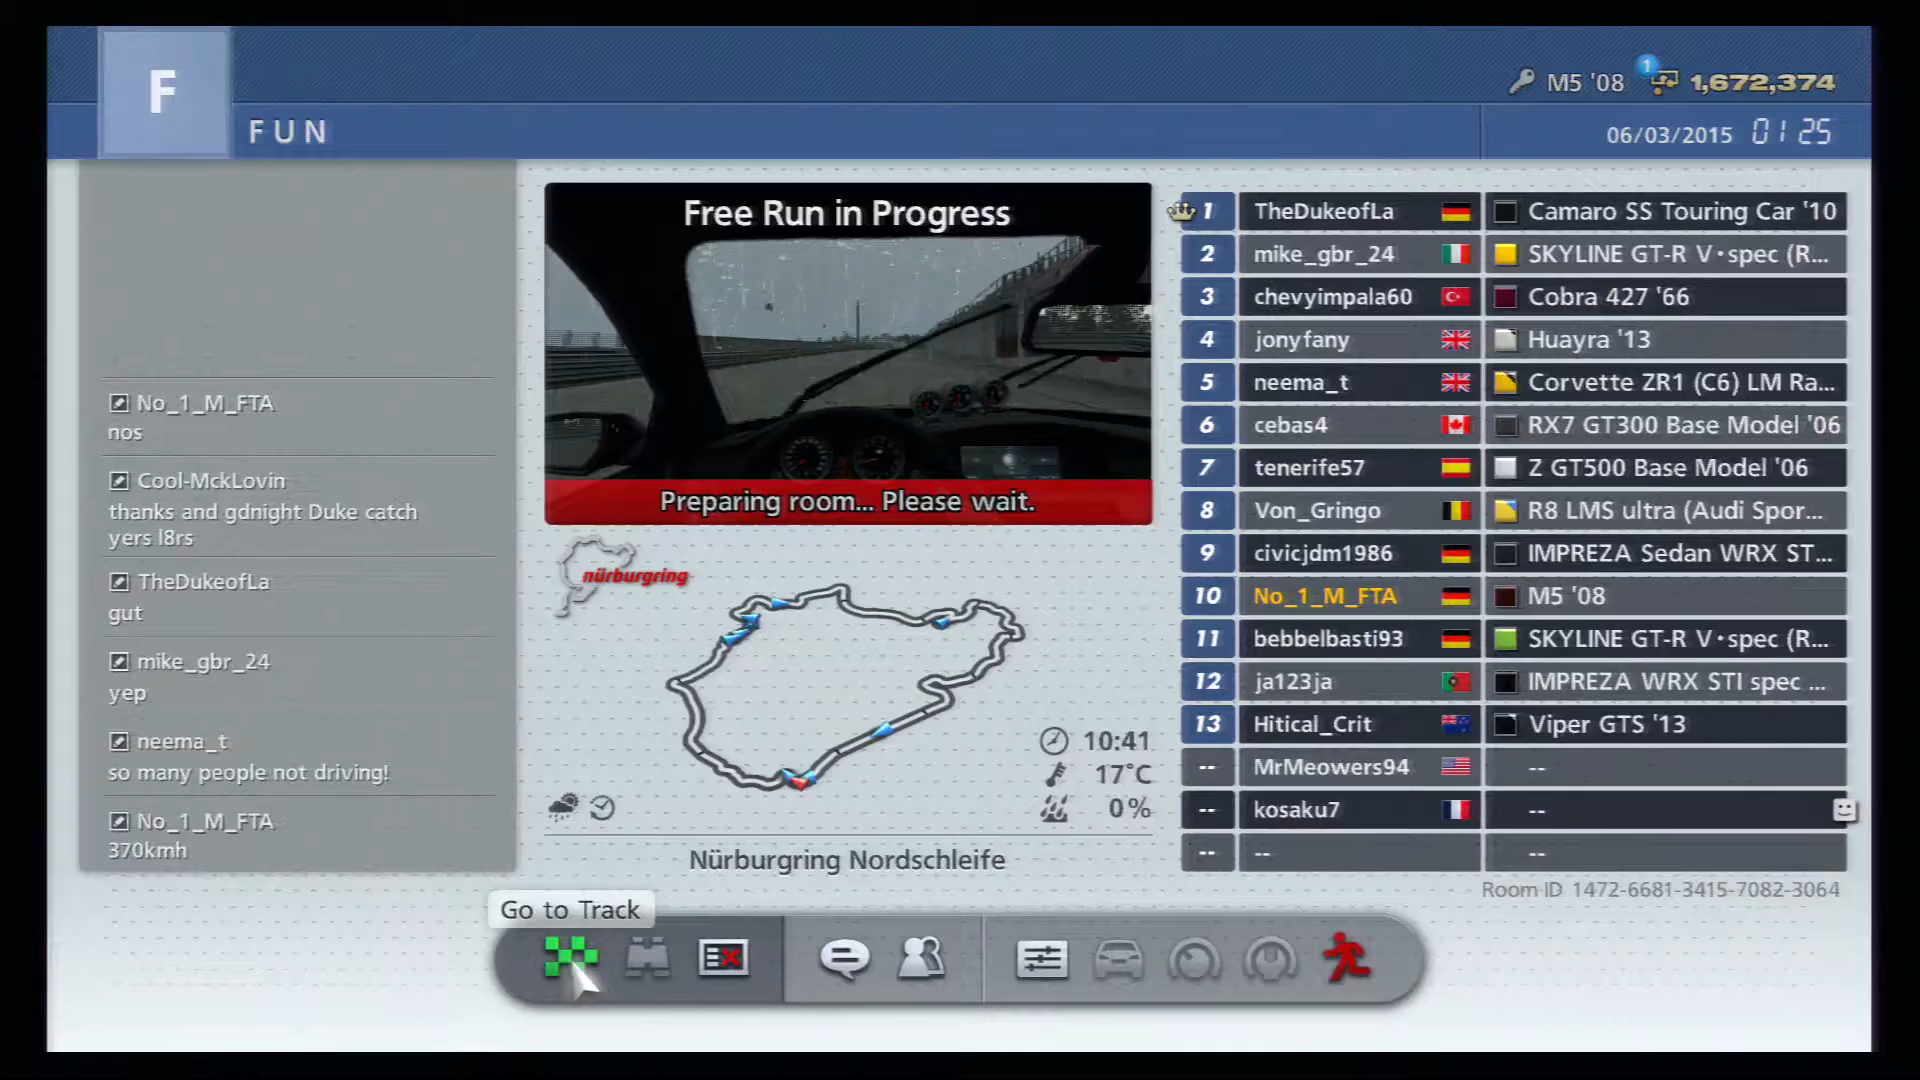 F
FUN
M5 '08
1
1,672,374
06/03/2015 01 25
No_1_M_FTA
nos
Cool-MckLovin
thanks and gdnight Duke catch
yers l8rs
TheDukeofLa
gut
mike_gbr_24
yep
neema_t
so many people not driving!
No_1_M_FTA
370kmh
Free Run in Progress
Preparing room... Please wait.
nürburgring
10:41
17°C
0%
Nürburgring Nordschleife
1 TheDukeofLa Camaro SS Touring Car '10
2 mike_gbr_24 SKYLINE GT-R V・spec (R...
3 chevyimpala60 Cobra 427 '66
4 jonyfany Huayra '13
5 neema_t Corvette ZR1 (C6) LM Ra...
6 cebas4 RX7 GT300 Base Model '06
7 tenerife57 Z GT500 Base Model '06
8 Von_Gringo R8 LMS ultra (Audi Spor...
9 civicjdm1986 IMPREZA Sedan WRX ST...
10 No_1_M_FTA M5 '08
11 bebbelbasti93 SKYLINE GT-R V・spec (R...
12 ja123ja IMPREZA WRX STI spec ...
13 Hitical_Crit Viper GTS '13
-- MrMeowers94 --
-- kosaku7 --
-- -- --
Room ID 1472-6681-3415-7082-3064
Go to Track